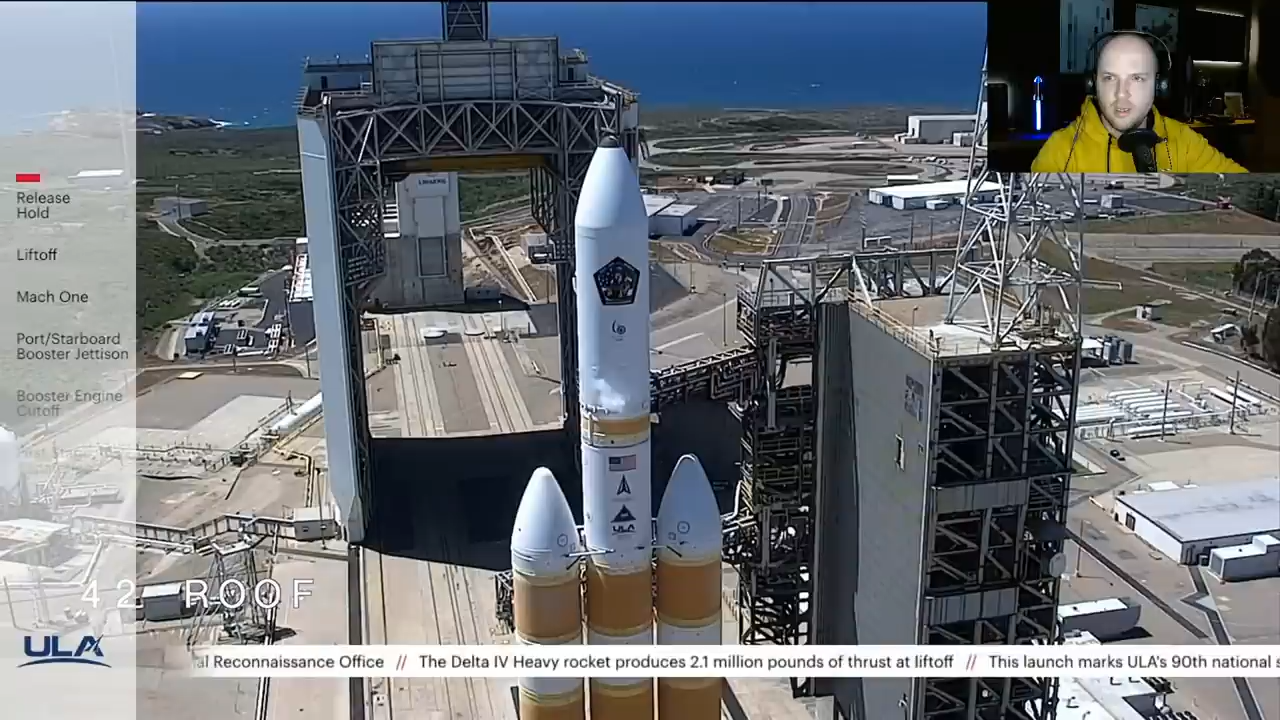 Release
Hold
Liftoff
Mach One
Port/Starboard
Booster Jettison
Booster Engine
Cutoff
ULA
42 ROOF
ULA
al Reconnaissance Office // The Delta IV Heavy rocket produces 2.1 million pounds of thrust at liftoff // This launch marks ULA's 90th national